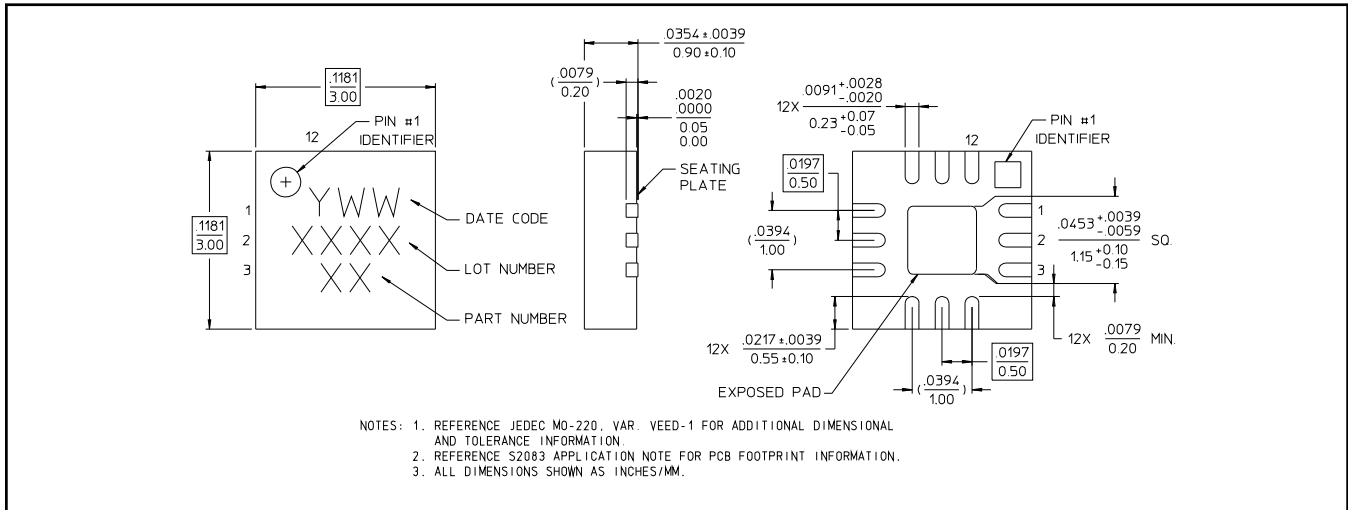 .1181
3.00
PIN #1
IDENTIFIER
12
.1181
3.00
1
2
3
YWW
XXXX
XX
DATE CODE
LOT NUMBER
PART NUMBER
.0354 ±.0039
0.90 ±0.10
(.0079)
0.20
.0020
.0000
0.05
0.00
SEATING
PLATE
12X .0091 +.0028 -.0020
0.23 +0.07 -0.05
12
PIN #1
IDENTIFIER
.0197
0.50
(.0394)
1.00
1
2
3
.0453 +.0039 -.0059 SQ.
1.15 +0.10 -0.15
12X .0217 ±.0039
0.55 ±0.10
EXPOSED PAD
(.0394)
1.00
.0197
0.50
12X .0079 MIN.
0.20
NOTES: 1. REFERENCE JEDEC MO-220, VAR. VEED-1 FOR ADDITIONAL DIMENSIONAL
AND TOLERANCE INFORMATION.
2. REFERENCE S2083 APPLICATION NOTE FOR PCB FOOTPRINT INFORMATION.
3. ALL DIMENSIONS SHOWN AS INCHES/MM.